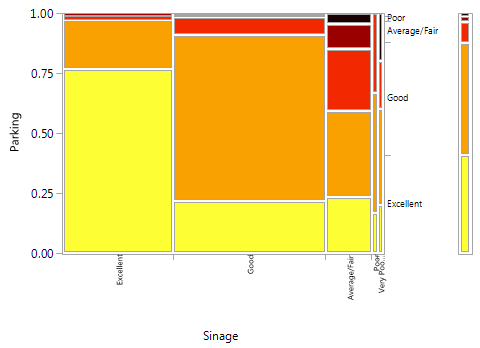 1.00
0.75
0.50
0.25
0.00
Parking
Poor
Average/Fair
Good
Excellent
Excellent
Good
Average/Fair
Poor
Very Poo...
Sinage